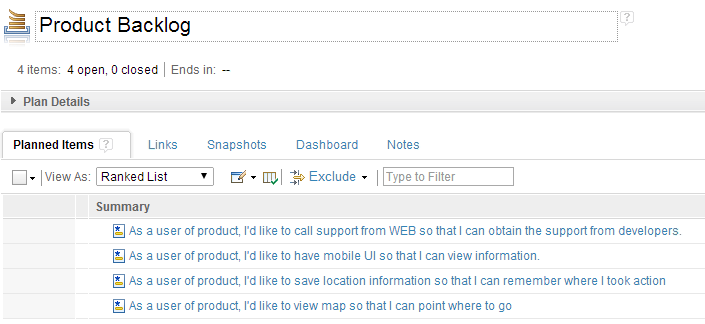 Product Backlog ?
4 items: 4 open, 0 closed Ends in: --
Plan Details
Planned Items ? Links Snapshots Dashboard Notes
View As: Ranked List Exclude Type to Filter
Summary
As a user of product, I'd like to call support from WEB so that I can obtain the support from developers.
As a user of product, I'd like to have mobile UI so that I can view information.
As a user of product, I'd like to save location information so that I can remember where I took action
As a user of product, I'd like to view map so that I can point where to go